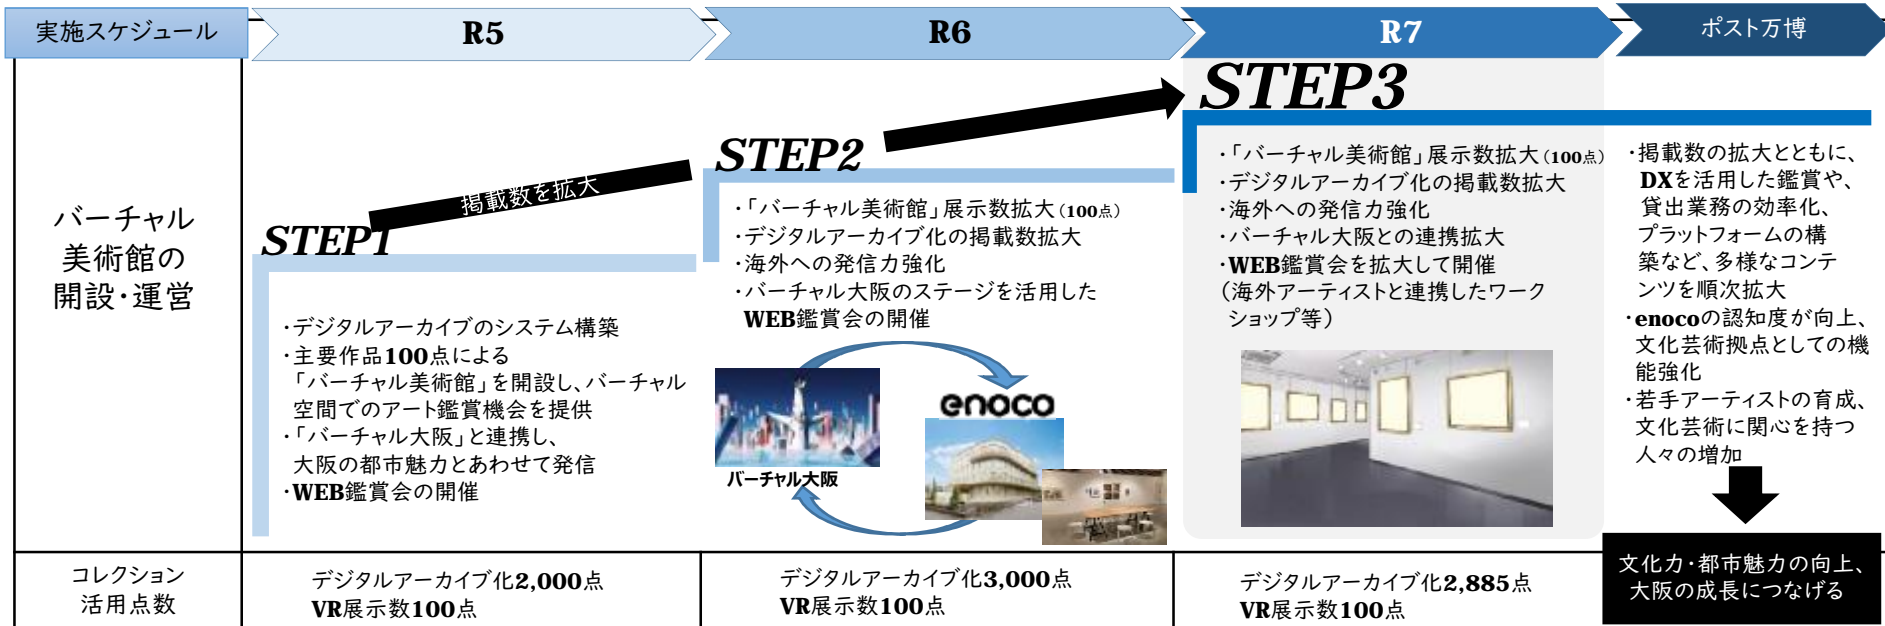 実施スケジュール
R5
R6
R7
ポスト万博
バーチャル
美術館の
開設・運営
掲載数を拡大
STEP1
・デジタルアーカイブのシステム構築
・主要作品100点による
「バーチャル美術館」を開設し、バーチャル
空間でのアート鑑賞機会を提供
・「バーチャル大阪」と連携し、
大阪の都市魅力とあわせて発信
・WEB鑑賞会の開催
STEP2
・「バーチャル美術館」展示数拡大（100点）
・デジタルアーカイブ化の掲載数拡大
・海外への発信力強化
・バーチャル大阪のステージを活用した
WEB鑑賞会の開催
バーチャル大阪
enoco
STEP3
・「バーチャル美術館」展示数拡大（100点）
・デジタルアーカイブ化の掲載数拡大
・海外への発信力強化
・バーチャル大阪との連携拡大
・WEB鑑賞会を拡大して開催
（海外アーティストと連携したワーク
ショップ等）
・掲載数の拡大とともに、
DXを活用した鑑賞や、
貸出業務の効率化、
プラットフォームの構
築など、多様なコンテ
ンツを順次拡大
・enocoの認知度が向上、
文化芸術拠点としての機
能強化
・若手アーティストの育成、
文化芸術に関心を持つ
人々の増加
コレクション
活用点数
デジタルアーカイブ化2,000点
VR展示数100点
デジタルアーカイブ化3,000点
VR展示数100点
デジタルアーカイブ化2,885点
VR展示数100点
文化力・都市魅力の向上、
大阪の成長につなげる